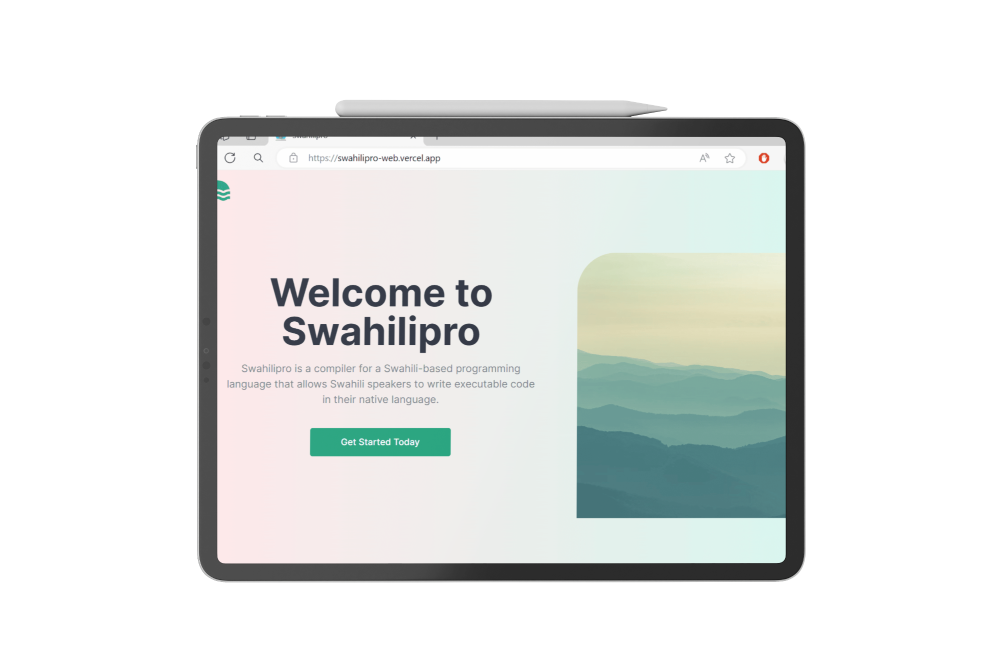 https://swahilipro-web.vercel.app
Welcome to
Swahilipro
Swahilipro is a compiler for a Swahili-based programming
language that allows Swahili speakers to write executable code
in their native language.
Get Started Today